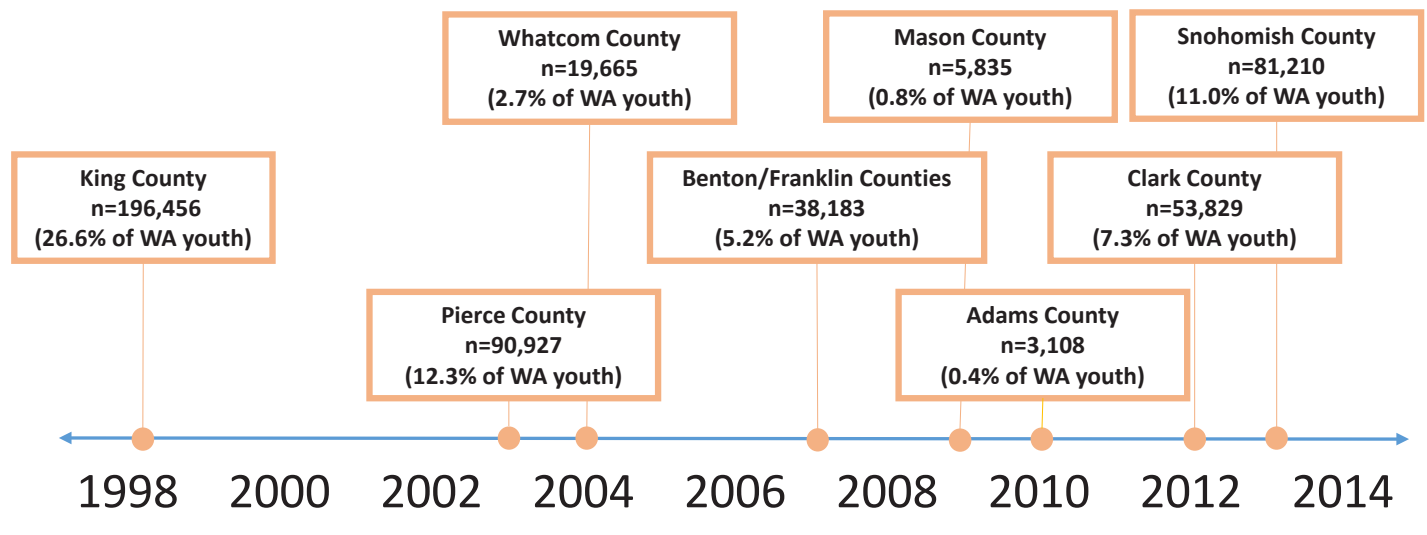 Whatcom County
n=19,665
(2.7% of WA youth)
Mason County
n=5,835
(0.8% of WA youth)
Snohomish County
n=81,210
(11.0% of WA youth)
King County
n=196,456
(26.6% of WA youth)
Benton/Franklin Counties
n=38,183
(5.2% of WA youth)
Clark County
n=53,829
(7.3% of WA youth)
Pierce County
n=90,927
(12.3% of WA youth)
Adams County
n=3,108
(0.4% of WA youth)
1998 2000 2002 2004 2006 2008 2010 2012 2014